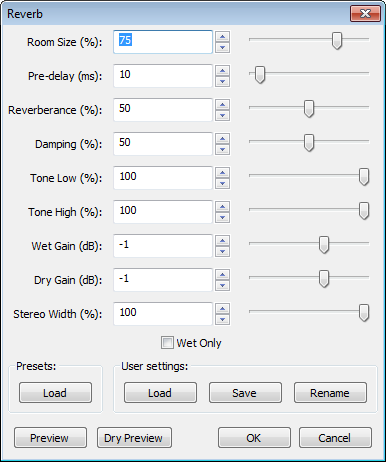 Reverb
Room Size (%): 75
Pre-delay (ms): 10
Reverberance (%): 50
Damping (%): 50
Tone Low (%): 100
Tone High (%): 100
Wet Gain (dB): -1
Dry Gain (dB): -1
Stereo Width (%): 100
Wet Only
Presets: User settings:
Load Load Save Rename
Preview Dry Preview OK Cancel